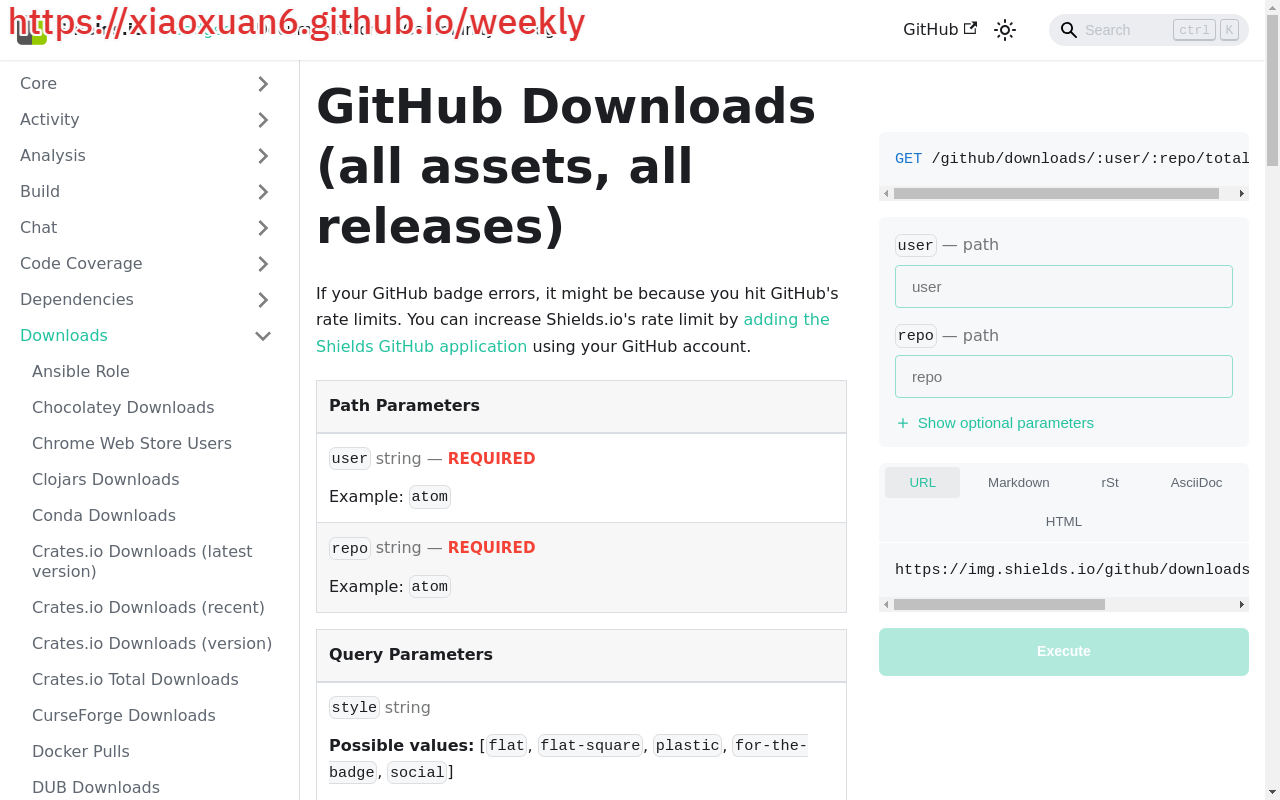 https://xiaoxuan6.github.io/weekly
GitHub
Search
ctrl
K
Core
Activity
Analysis
Build
Chat
Code Coverage
Dependencies
Downloads
Ansible Role
Chocolatey Downloads
Chrome Web Store Users
Clojars Downloads
Conda Downloads
Crates.io Downloads (latest
version)
Crates.io Downloads (recent)
Crates.io Downloads (version)
Crates.io Total Downloads
CurseForge Downloads
Docker Pulls
DUB Downloads
GitHub Downloads
(all assets, all
releases)
If your GitHub badge errors, it might be because you hit GitHub's
rate limits. You can increase Shields.io's rate limit by adding the
Shields GitHub application using your GitHub account.
Path Parameters
user string — REQUIRED
Example: atom
repo string — REQUIRED
Example: atom
Query Parameters
style string
Possible values: [flat, flat-square, plastic, for-the-
badge, social]
GET /github/downloads/:user/:repo/total
user — path
user
repo — path
repo
Show optional parameters
URL
Markdown
rSt
AsciiDoc
HTML
https://img.shields.io/github/downloads
Execute